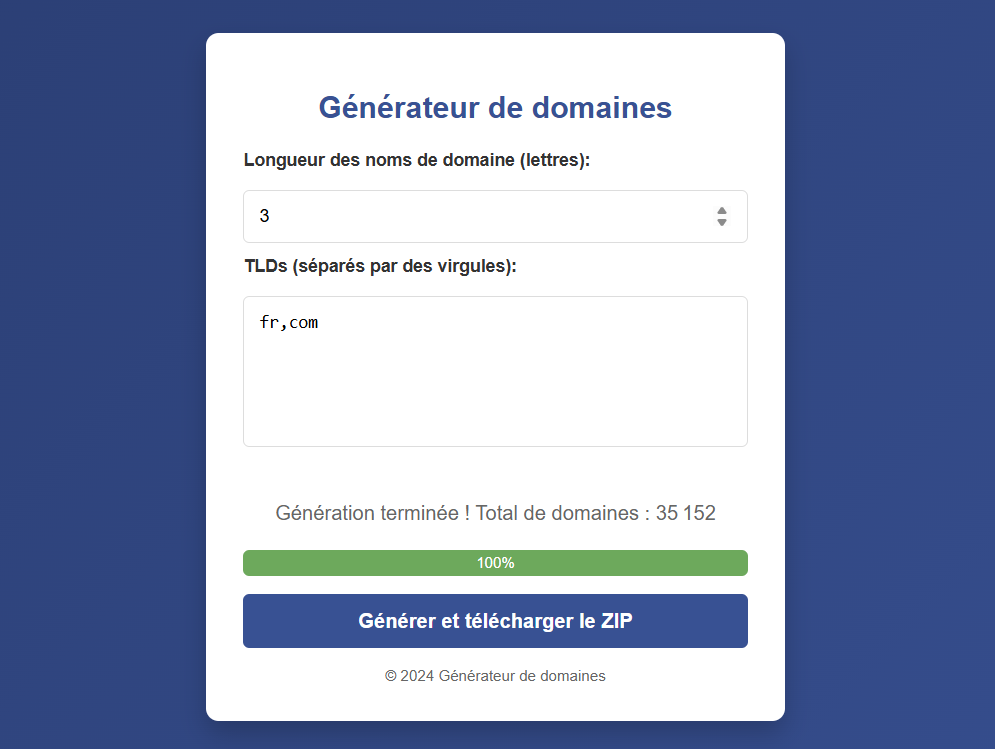 Générateur de domaines
Longueur des noms de domaine (lettres):
3
TLDs (séparés par des virgules):
fr,com
Génération terminée ! Total de domaines : 35 152
100%
Générer et télécharger le ZIP
© 2024 Générateur de domaines